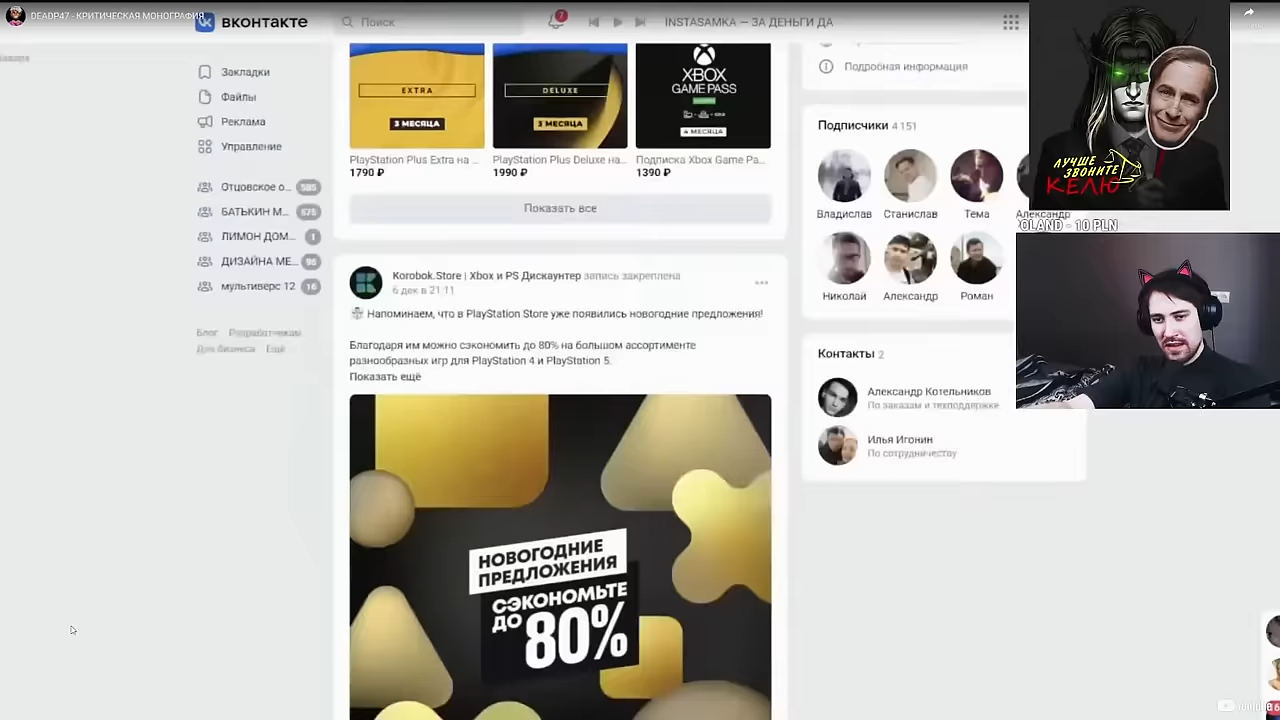 DEADP47 - КРИТИЧЕСКАЯ МОНОГРАФИЯ
вконтакте
Поиск
7
INSTASAMKA — ЗА ДЕНЬГИ ДА
Закладки
Файлы
Реклама
Управление
Отцовское о... 585
БАТЬКИН М... 675
ЛИМОН ДОМ... 1
ДИЗАЙНА МЕ... 96
мультиверс 12 16
Блог Разработчикам
Для бизнеса Ещё
EXTRA
3 МЕСЯЦА
DELUXE
3 МЕСЯЦА
XBOX
GAME PASS
4 МЕСЯЦА
PlayStation Plus Extra на ...
1790 ₽
PlayStation Plus Deluxe на...
1990 ₽
Подписка Xbox Game Pa...
1390 ₽
Показать все
Korobok.Store | Xbox и PS Дискаунтер запись закреплена
6 дек в 21:11
Напоминаем, что в PlayStation Store уже появились новогодние предложения!
Благодаря им можно сэкономить до 80% на большом ассортименте
разнообразных игр для PlayStation 4 и PlayStation 5.
Показать ещё
НОВОГОДНИЕ
ПРЕДЛОЖЕНИЯ
СЭКОНОМЬТЕ
ДО 80%
Подробная информация
Подписчики 4 151
Владислав
Станислав
Тема
Александр
Николай
Александр
Роман
Контакты 2
Александр Котельников
По заказам и техподдержке
Илья Игонин
По сотрудничеству
ЛУЧШЕ
ЗВОНИТЕ
КЕЛЮ
POLAND - 10 PLN